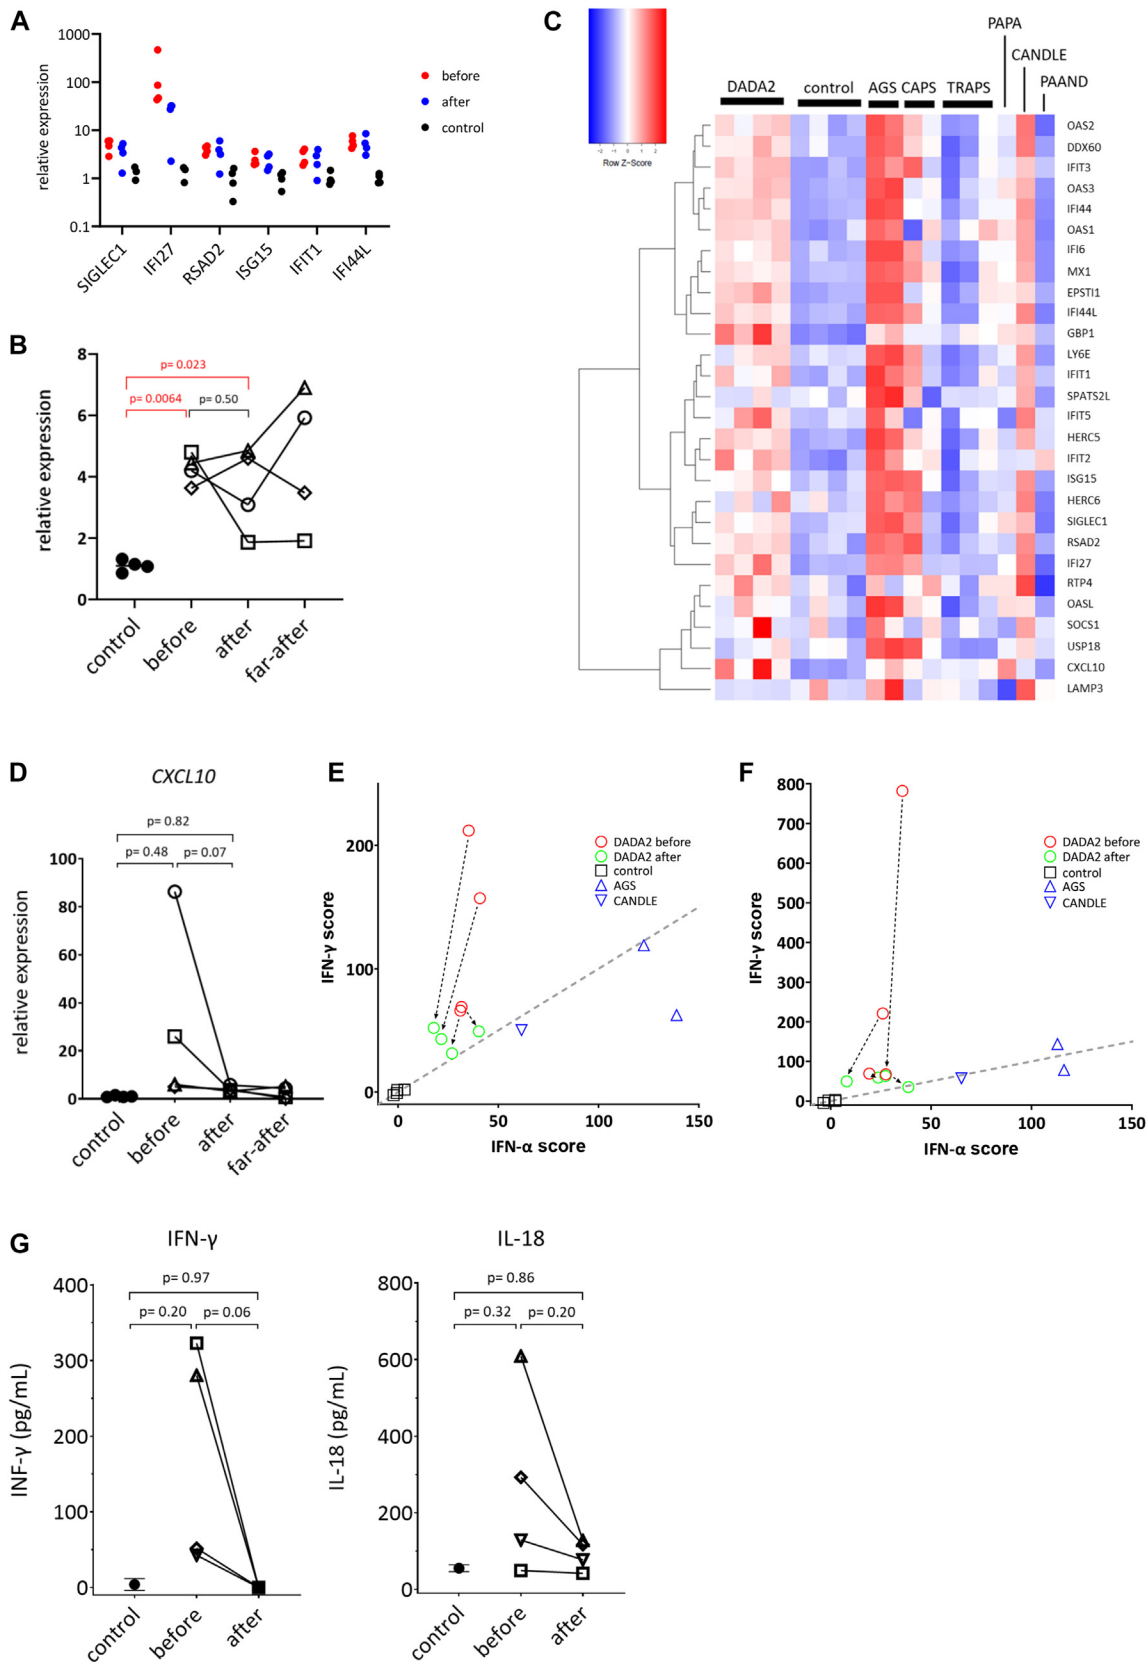 A
relative expression
1000
100
10
1
0.1
before
after
control
SIGLEC1
IFI27
RSAD2
ISG15
IFIT1
IFI44L
B
relative expression
8
6
4
2
0
p= 0.023
p= 0.0064
p= 0.50
control
before
after
far-after
C
-2 -1 0 1 2
Row Z-Score
DADA2
control
AGS
CAPS
TRAPS
PAPA
CANDLE
PAAND
OAS2
DDX60
IFIT3
OAS3
IFI44
OAS1
IFI6
MX1
EPSTI1
IFI44L
GBP1
LY6E
IFIT1
SPATS2L
IFIT5
HERC5
IFIT2
ISG15
HERC6
SIGLEC1
RSAD2
IFI27
RTP4
OASL
SOCS1
USP18
CXCL10
LAMP3
D
CXCL10
relative expression
100
80
60
40
20
0
p= 0.82
p= 0.48
p= 0.07
control
before
after
far-after
E
IFN-γ score
200
100
0
0
50
100
150
IFN-α score
DADA2 before
DADA2 after
control
AGS
CANDLE
F
IFN-γ score
800
700
600
500
400
300
200
100
0
0
50
100
150
IFN-α score
DADA2 before
DADA2 after
control
AGS
CANDLE
G
IFN-γ
INF-γ (pg/mL)
400
300
200
100
0
p= 0.97
p= 0.20
p= 0.06
control
before
after
IL-18
IL-18 (pg/mL)
800
600
400
200
0
p= 0.86
p= 0.32
p= 0.20
control
before
after